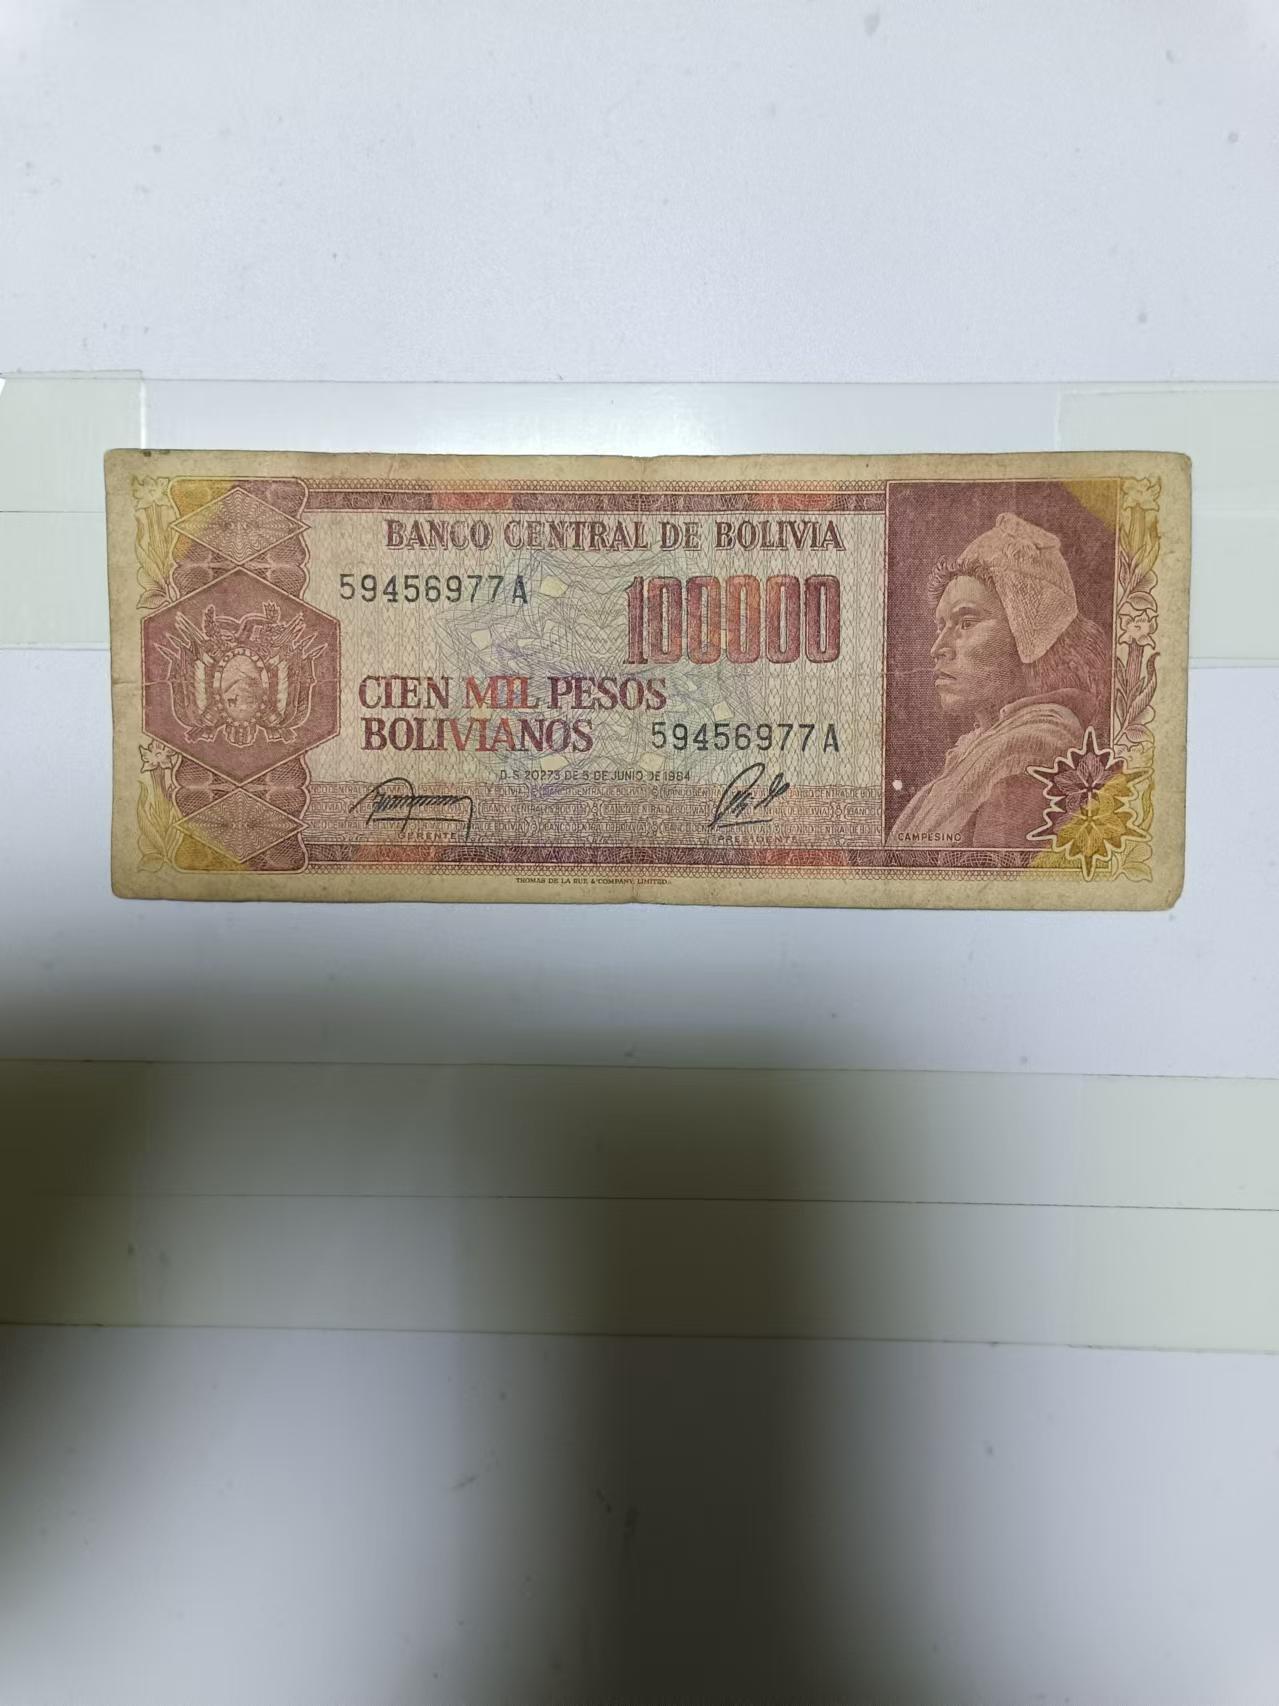 BANCO CENTRAL DE BOLIVIA
59456977A
100000
CIEN MIL PESOS
BOLIVIANOS
59456977A
D.S. 20273 DE 5 DE JUNIO DE 1984
GERENTE
PRESIDENTE
CAMPESINO
THOMAS DE LA RUE & COMPANY, LIMITED.